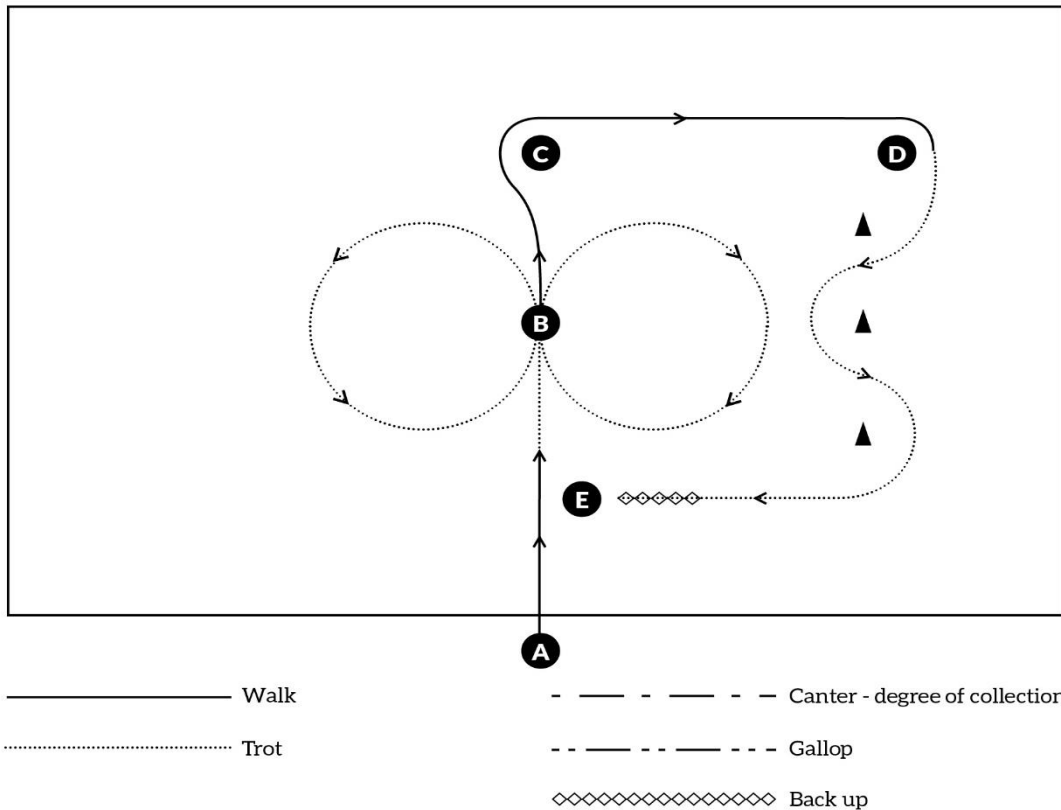 C
D
B
E
A
Walk
Canter - degree of collection
Trot
Gallop
Back up